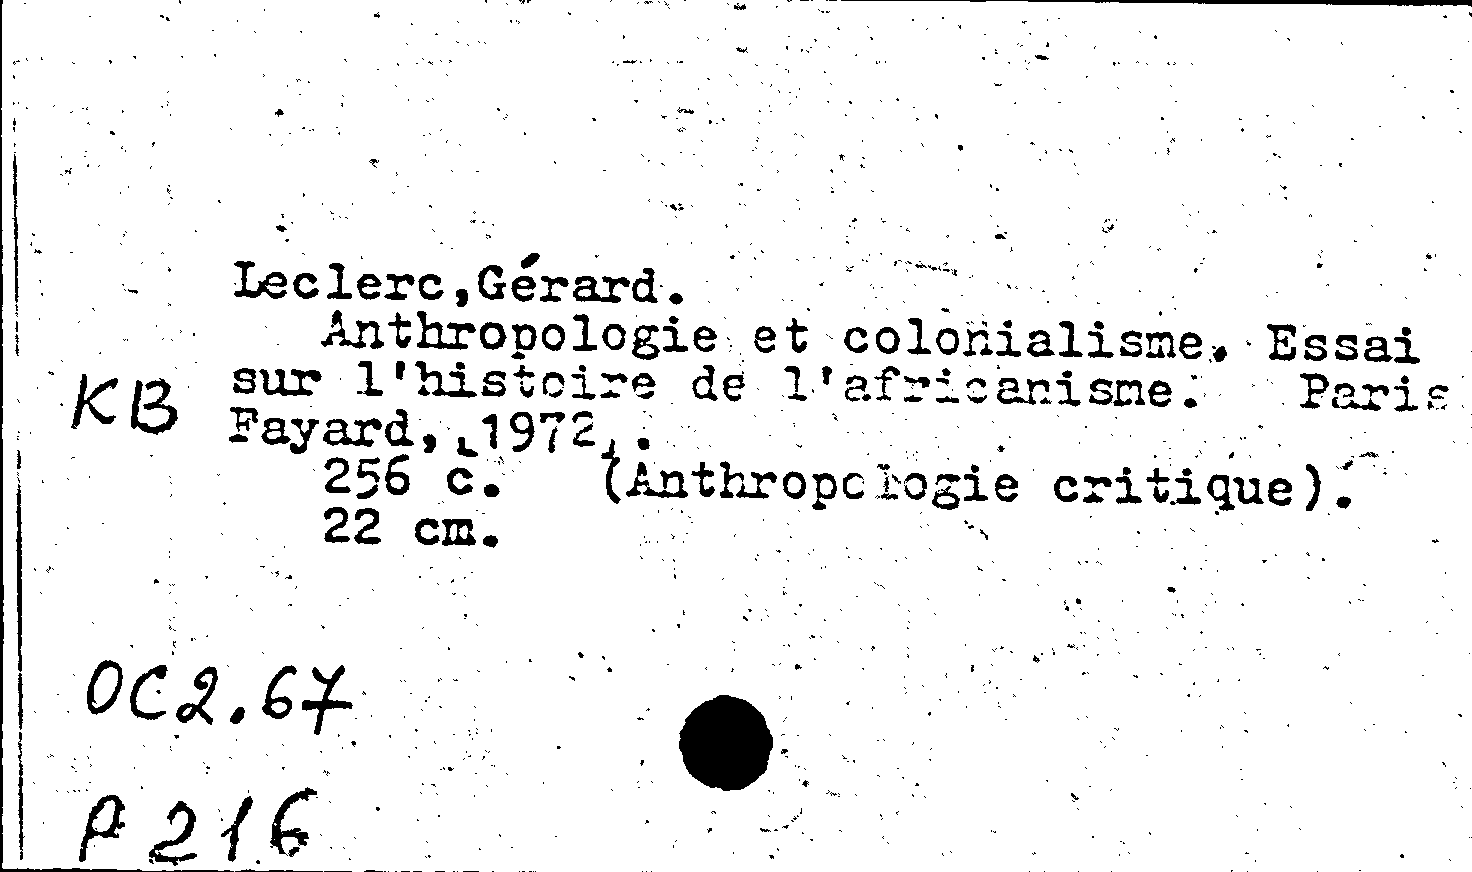 Leclerc,Gérard.
Anthropologie et colonialisme. Essai
sur l'histoire de l'africanisme. Paris
KB
Fayard, [1972].
256 c. (Anthropologie critique).
22 cm.
OC2.67
P 216